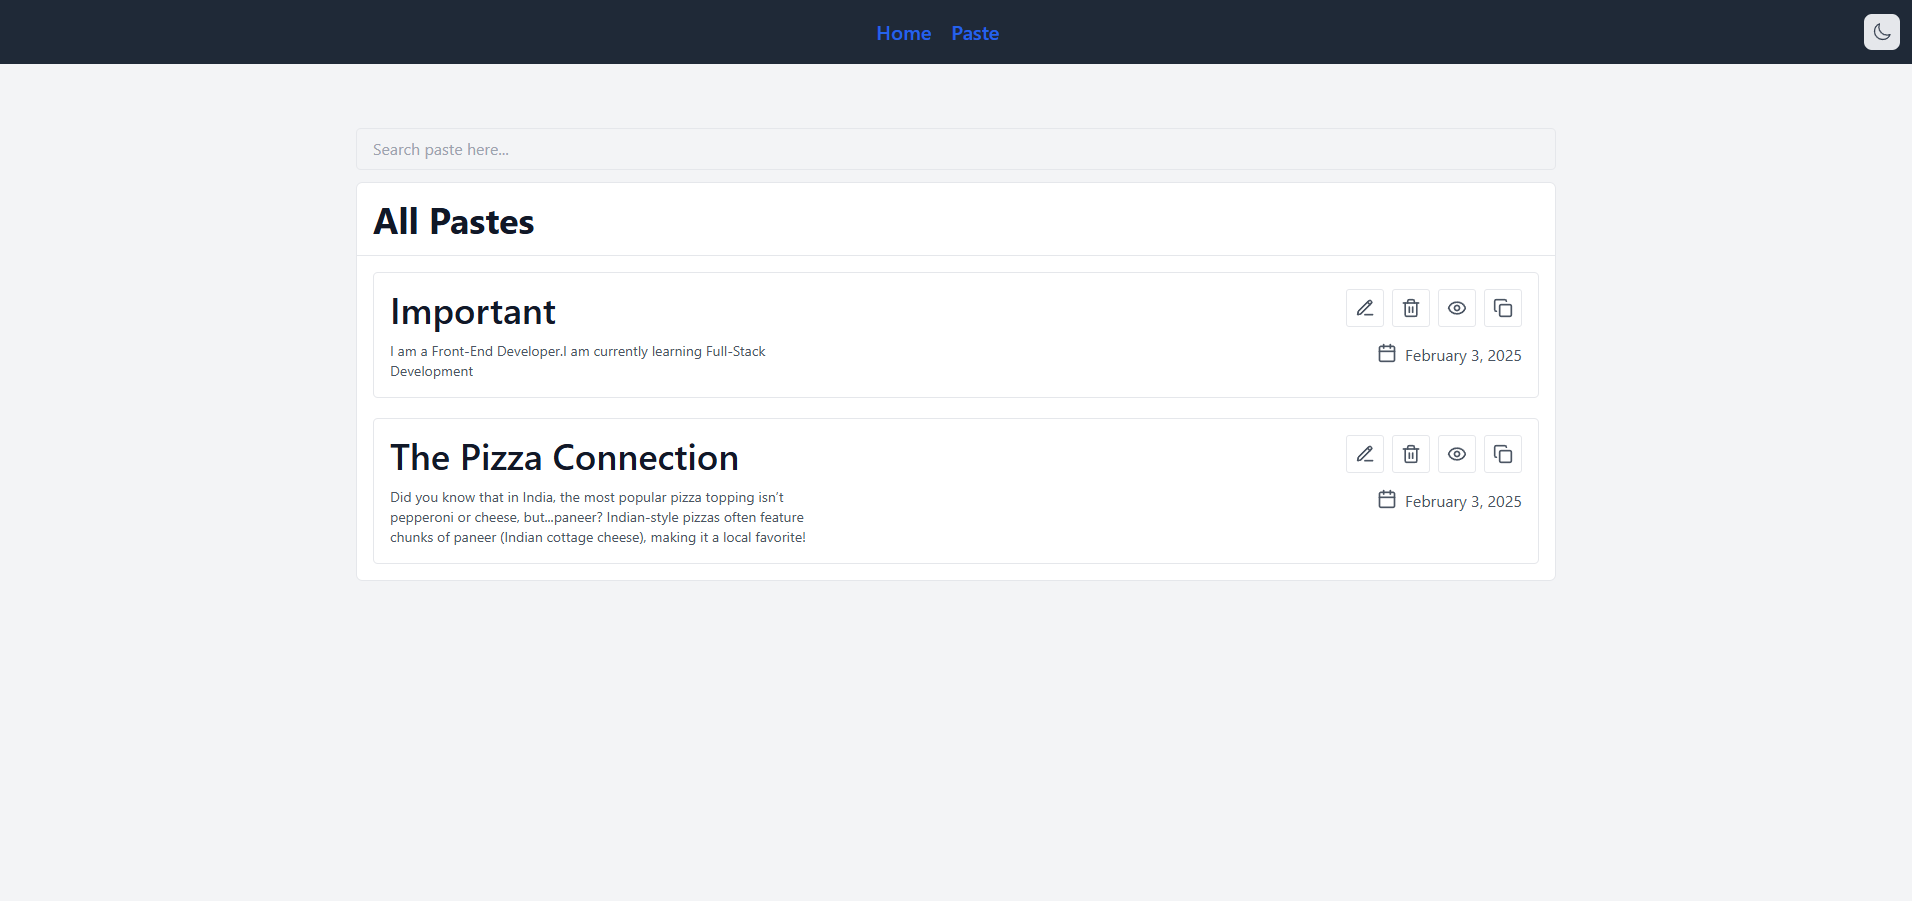 Home Paste
Search paste here...
All Pastes
Important
I am a Front-End Developer.I am currently learning Full-Stack
Development
February 3, 2025
The Pizza Connection
Did you know that in India, the most popular pizza topping isn’t
pepperoni or cheese, but...paneer? Indian-style pizzas often feature
chunks of paneer (Indian cottage cheese), making it a local favorite!
February 3, 2025